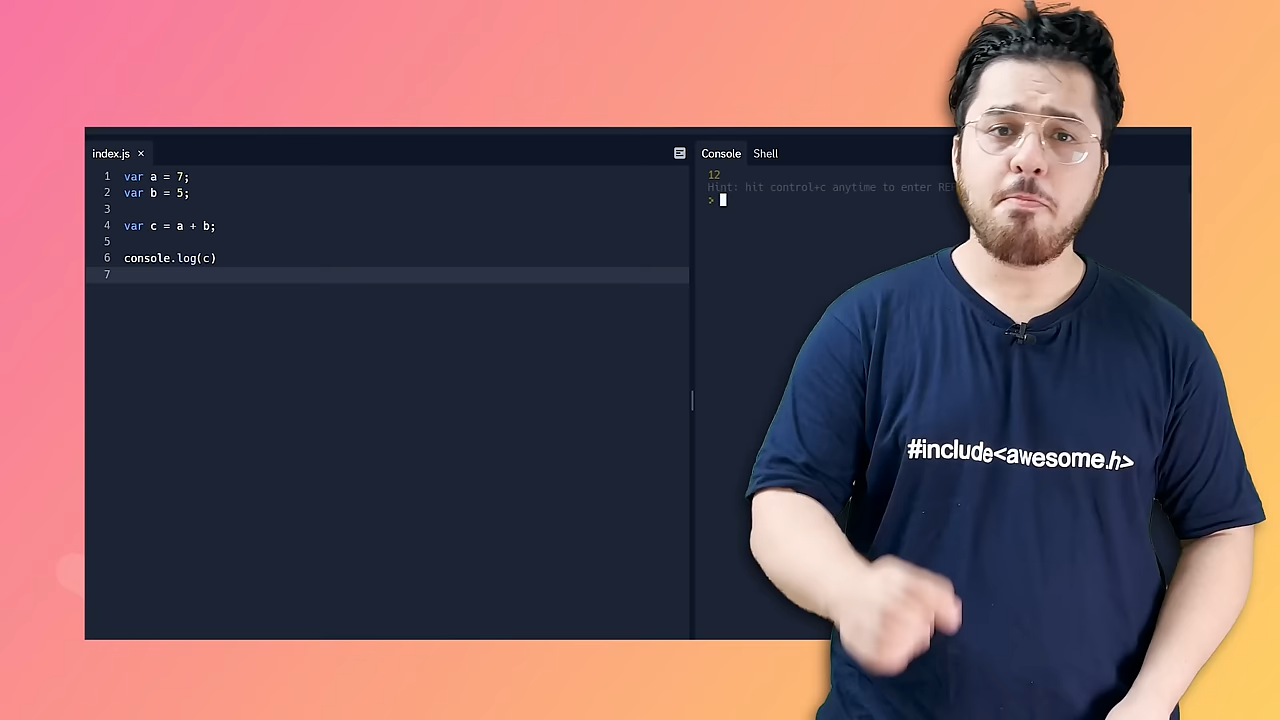 index.js ×
Console Shell
1 var a = 7;
2 var b = 5;
3
4 var c = a + b;
5
6 console.log(c)
7
12
Hint: hit control+c anytime to enter
>
#include<awesome.h>